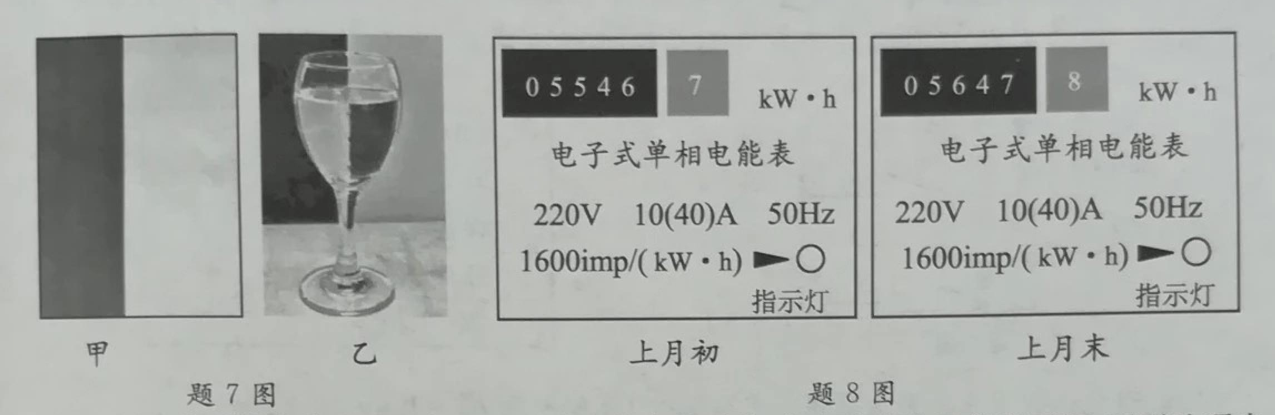 05546 7 kW·h
电子式单相电能表
220V 10(40)A 50Hz
1600imp/(kW·h)
指示灯
05647 8 kW·h
电子式单相电能表
220V 10(40)A 50Hz
1600imp/(kW·h)
指示灯
甲 乙 上月初 上月末
题7图 题8图